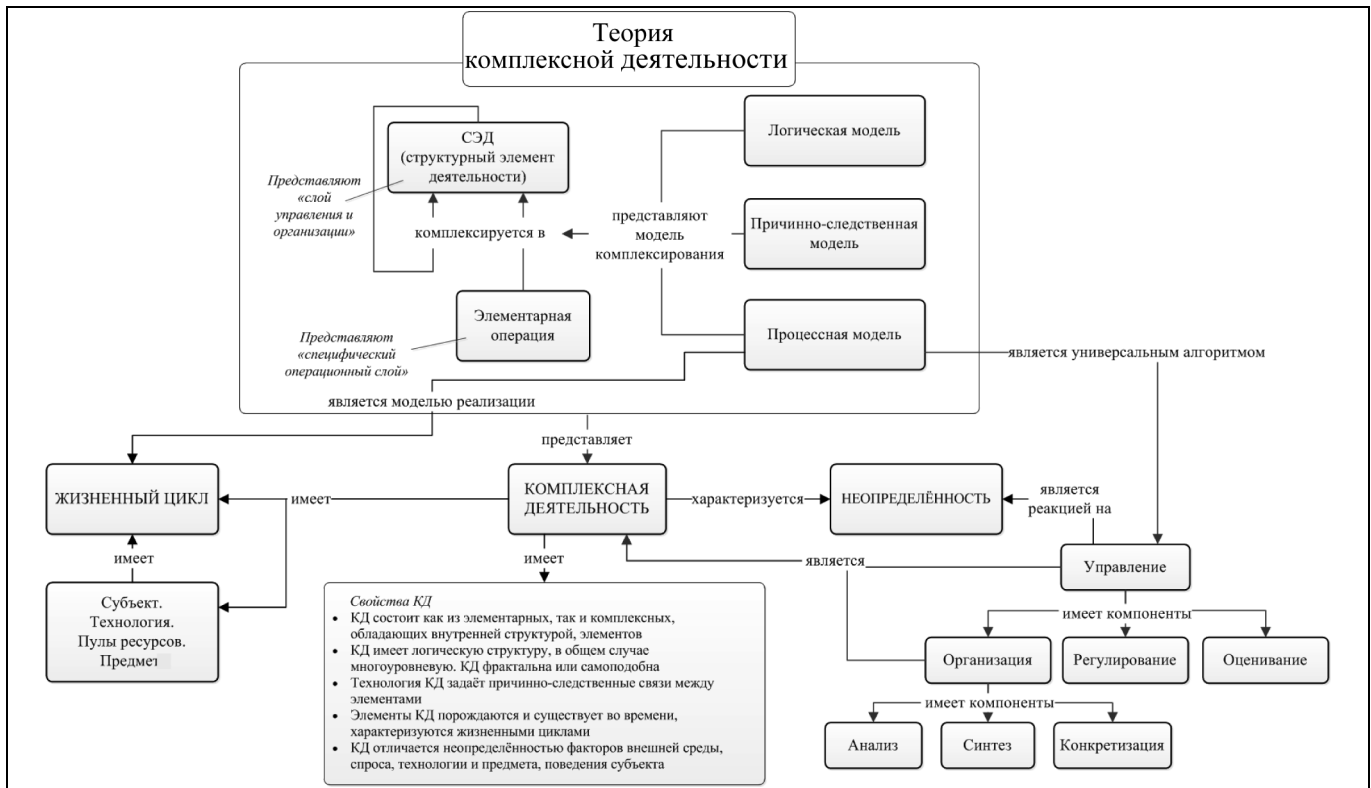 Теория
комплексной деятельности
СЭД
(структурный элемент
деятельности)
Представляют
«слой
управления и
организации»
комплексируется в
Элементарная
операция
Представляют
«специфический
операционный слой»
представляют
модель
комплексирования
Логическая модель
Причинно-следственная
модель
Процессная модель
является универсальным алгоритмом
является моделью реализации
представляет
ЖИЗНЕННЫЙ ЦИКЛ
имеет
КОМПЛЕКСНАЯ
ДЕЯТЕЛЬНОСТЬ
характеризуется
НЕОПРЕДЕЛЁННОСТЬ
является
реакцией на
имеет
имеет
является
Управление
Субъект.
Технология.
Пулы ресурсов.
Предмет
Свойства КД
• КД состоит как из элементарных, так и комплексных,
обладающих внутренней структурой, элементов
• КД имеет логическую структуру, в общем случае
многоуровневую. КД фрактальна или самоподобна
• Технология КД задаёт причинно-следственные связи между
элементами
• Элементы КД порождаются и существует во времени,
характеризуются жизненными циклами
• КД отличается неопределённостью факторов внешней среды,
спроса, технологии и предмета, поведения субъекта
имеет компоненты
Организация
Регулирование
Оценивание
имеет компоненты
Анализ
Синтез
Конкретизация